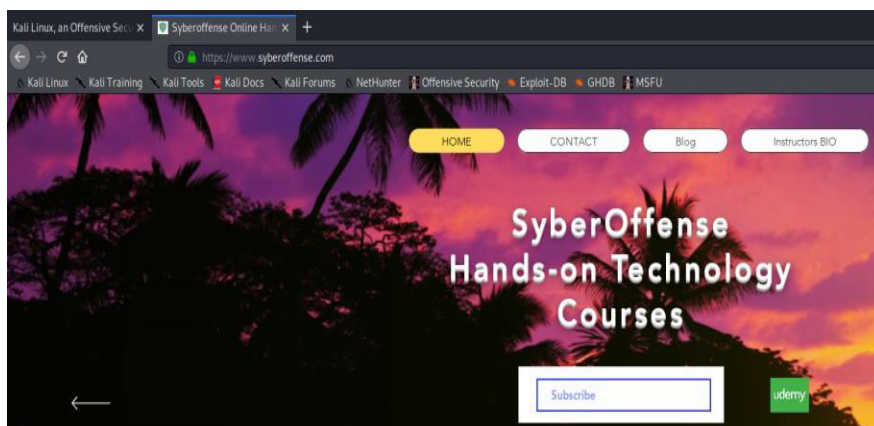 Kali Linux, an Offensive Sec
Syberoffense Online Han
https://www.syberoffense.com
Kali Linux Kali Training Kali Tools Kali Docs Kali Forums NetHunter Offensive Security Exploit-DB GHDB MSFU
HOME CONTACT Blog Instructors BIO
SyberOffense
Hands-on Technology
Courses
Subscribe
udemy